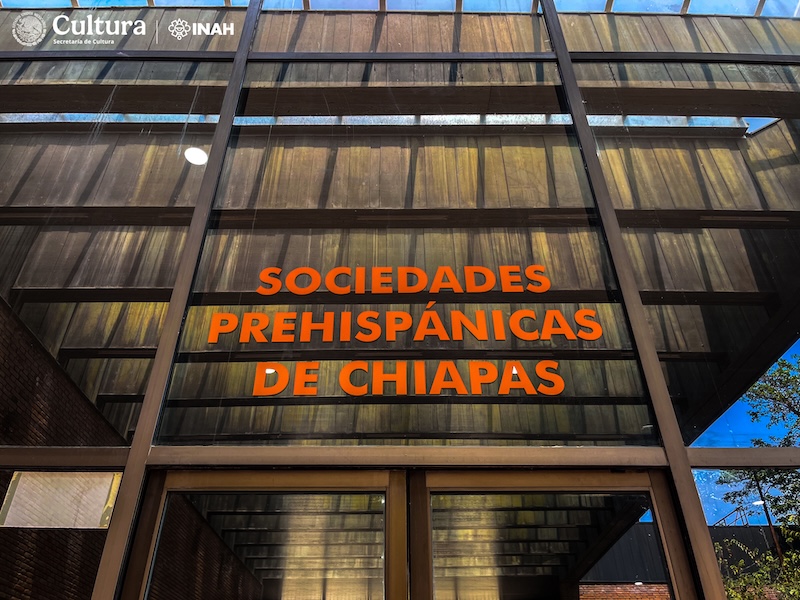 Cultura
Secretaría de Cultura
INAH
SOCIEDADES
PREHISPÁNICAS
DE CHIAPAS